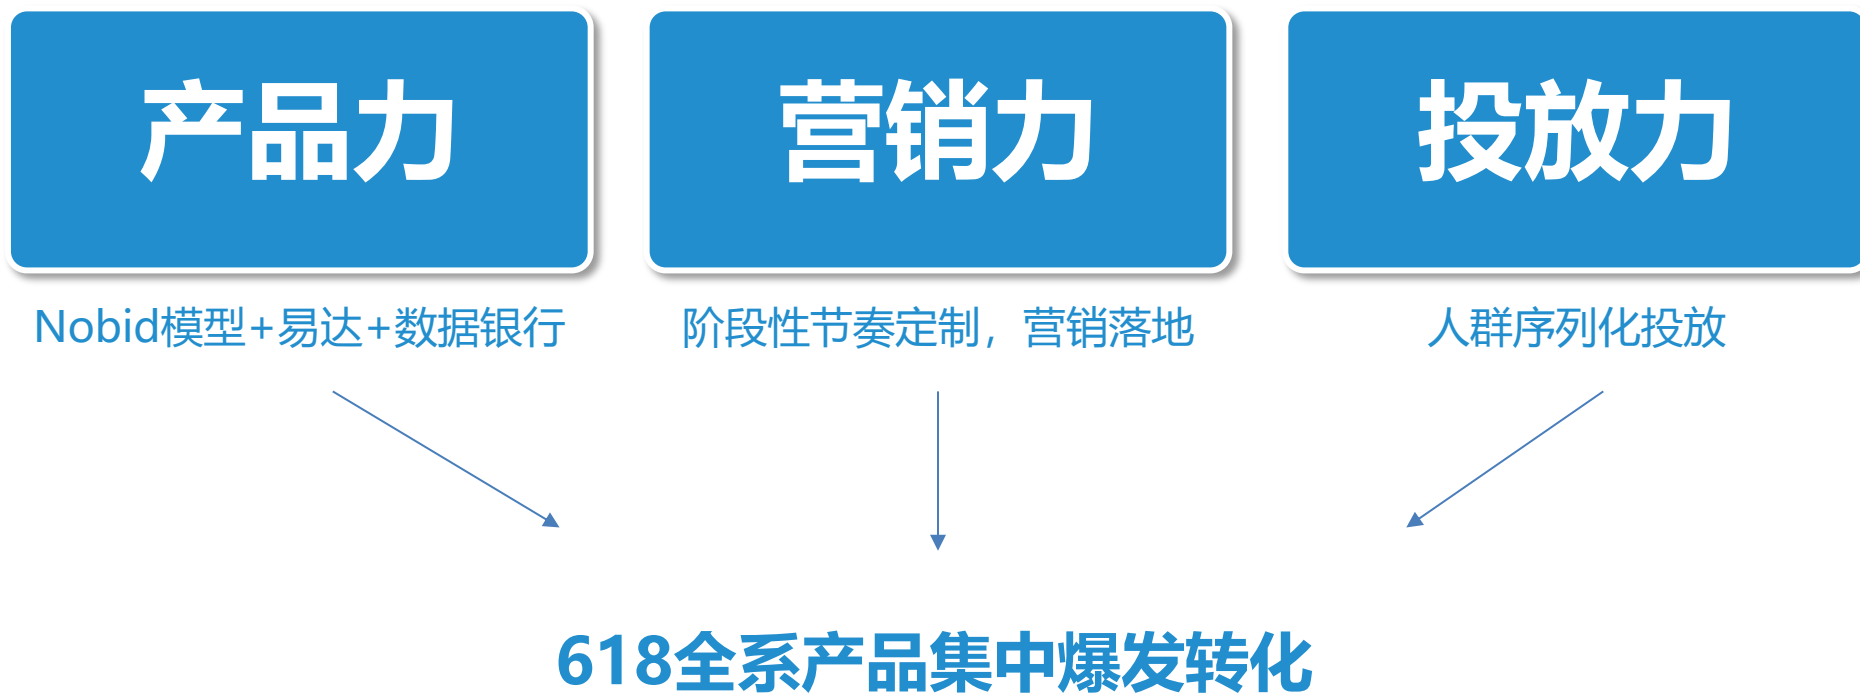 产品力
营销力
投放力
Nobid模型+易达+数据银行
阶段性节奏定制，营销落地
人群序列化投放
618全系产品集中爆发转化